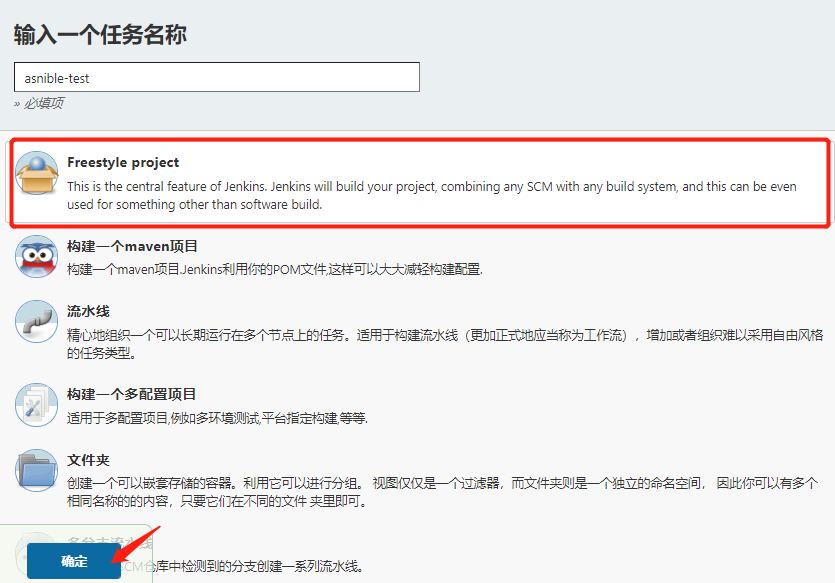 输入一个任务名称
asnible-test
» 必填项
Freestyle project
This is the central feature of Jenkins. Jenkins will build your project, combining any SCM with any build system, and this can be even
used for something other than software build.
构建一个maven项目
构建一个maven项目.Jenkins利用你的POM文件,这样可以大大减轻构建配置.
流水线
精心地组织一个可以长期运行在多个节点上的任务。适用于构建流水线（更加正式地应当称为工作流），增加或者组织难以采用自由风格
的任务类型。
构建一个多配置项目
适用于多配置项目,例如多环境测试,平台指定构建,等等.
文件夹
创建一个可以嵌套存储的容器。利用它可以进行分组。 视图仅仅是一个过滤器，而文件夹则是一个独立的命名空间， 因此你可以有多个
相同名称的的内容，只要它们在不同的文件 夹里即可。
多分支流水线
SCM仓库中检测到的分支创建一系列流水线。
确定